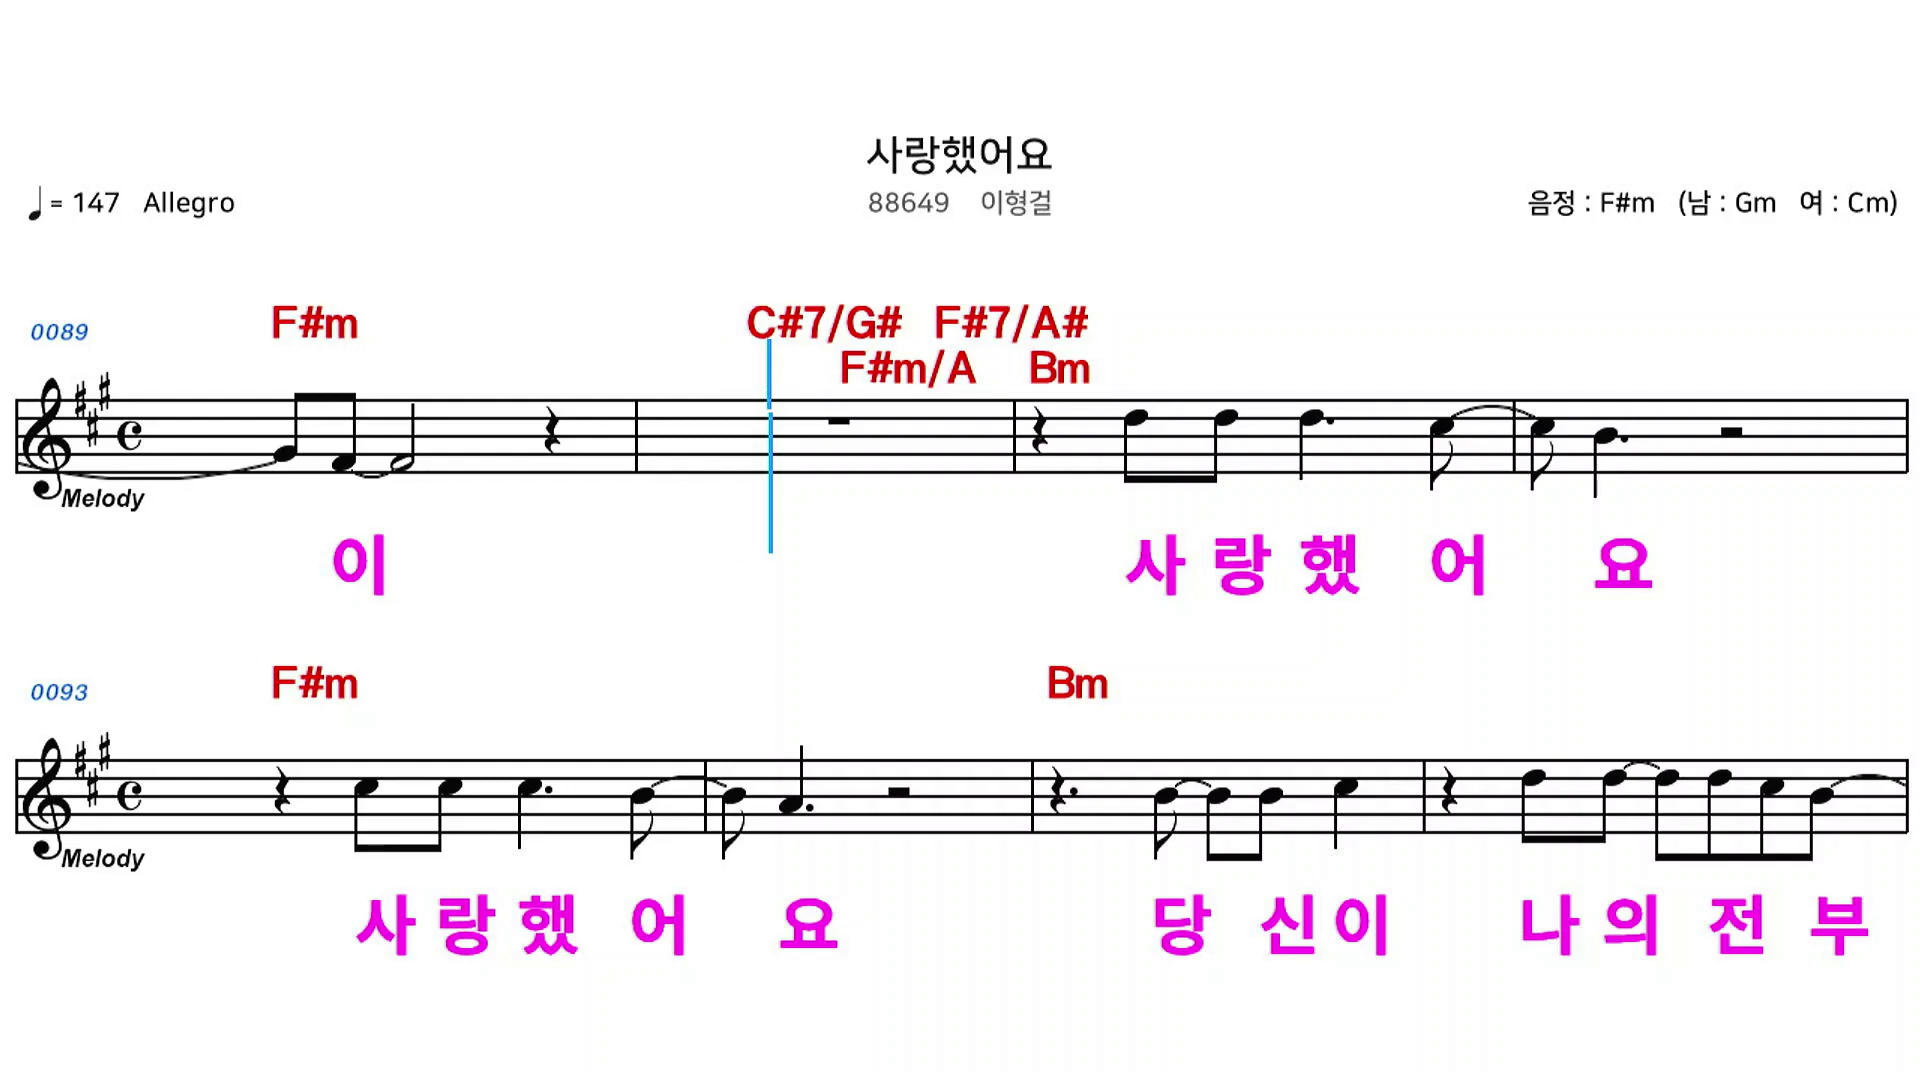 사랑했어요
♩= 147 Allegro
88649 이형걸
음정 : F#m (남 : Gm 여 : Cm)
0089
F#m C#7/G# F#7/A#
F#m/A Bm
Melody
이 사 랑 했 어 요
0093
F#m Bm
Melody
사 랑 했 어 요 당 신 이 나 의 전 부